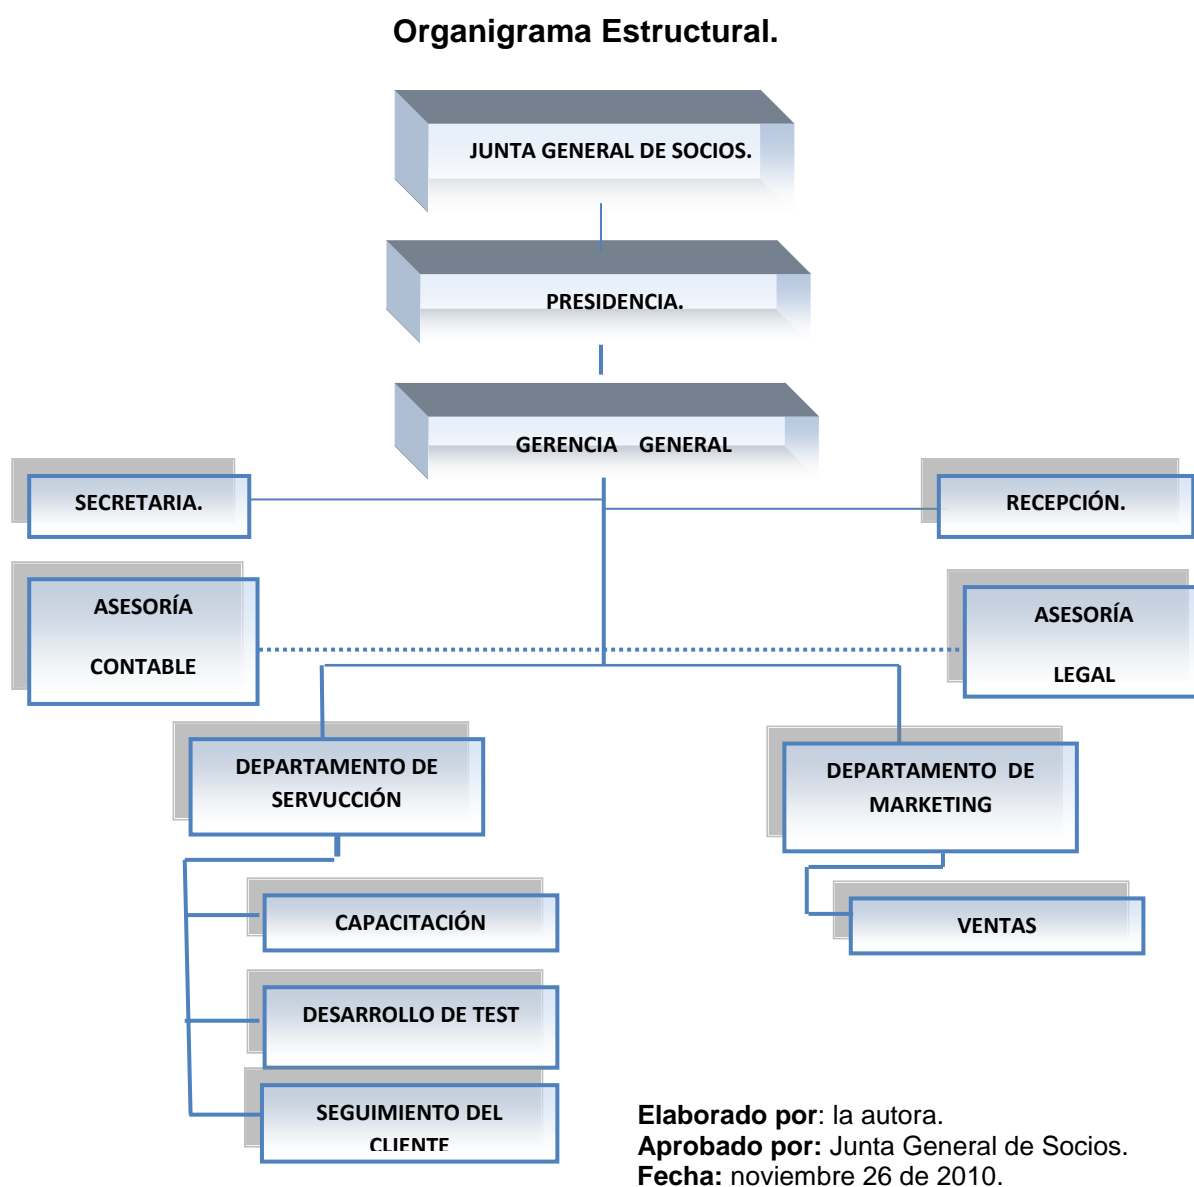 Organigrama Estructural.
JUNTA GENERAL DE SOCIOS.
PRESIDENCIA.
GERENCIA GENERAL
SECRETARIA.
RECEPCIÓN.
ASESORÍA
CONTABLE
ASESORÍA
LEGAL
DEPARTAMENTO DE
SERVUCCIÓN
DEPARTAMENTO DE
MARKETING
CAPACITACIÓN
VENTAS
DESARROLLO DE TEST
SEGUIMIENTO DEL
CLIENTE
Elaborado por: la autora.
Aprobado por: Junta General de Socios.
Fecha: noviembre 26 de 2010.